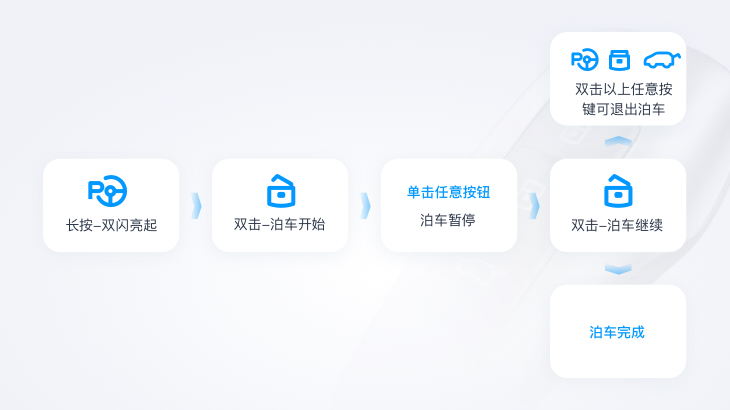 双击以上任意按
键可退出泊车
长按–双闪亮起
双击–泊车开始
单击任意按钮
泊车暂停
双击–泊车继续
泊车完成